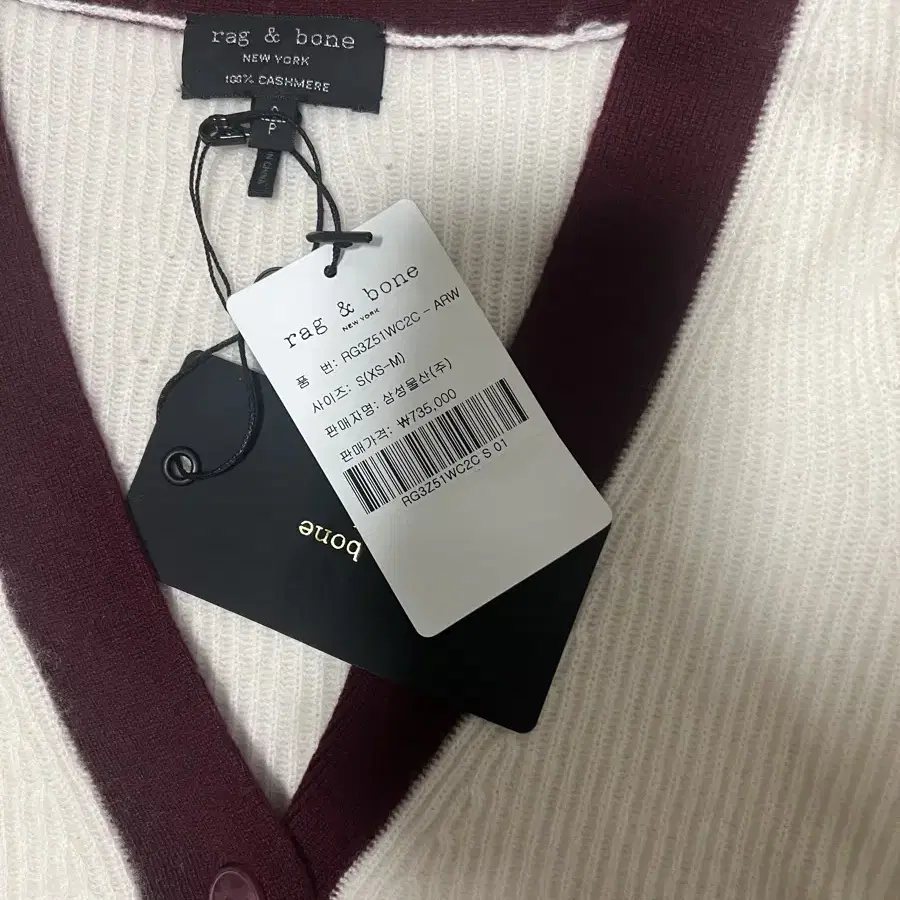 rag & bone
NEW YORK
100% CASHMERE
P
rag & bone
NEW YORK
품 번: RG3Z51WC2C - ARW
사이즈: S(XS-M)
판매자명: 삼성물산(주)
판매가격: ₩735,000
RG3Z51WC2C S 01
bone